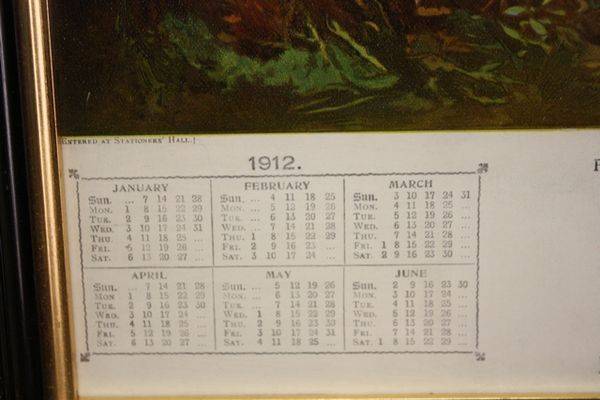 [ENTERED AT STATIONERS' HALL.]
1912.
JANUARY
Sun. ... 7 14 21 28
MON. 1 8 15 22 29
TUE. 2 9 16 23 30
WED. 3 10 17 24 31
THU. 4 11 18 25 ...
FRI. 5 12 19 26 ...
SAT. 6 13 20 27 ...
FEBRUARY
Sun. ... 4 11 18 25
MON. ... 5 12 19 26
TUE. ... 6 13 20 27
WED. ... 7 14 21 28
THU. 1 8 15 22 29
FRI. 2 9 16 23 ...
SAT. 3 10 17 24 ...
MARCH
Sun. 3 10 17 24 31
MON. 4 11 18 25 ...
TUE. 5 12 19 26 ...
WED. 6 13 20 27 ...
THU. 7 14 21 28 ...
FRI. 1 8 15 22 29 ...
SAT. 2 9 16 23 30 ...
APRIL
Sun. ... 7 14 21 28
MON 1 8 15 22 29
TUE. 2 9 16 23 30
WED. 3 10 17 24 ...
THU. 4 11 18 25 ...
FRI. 5 12 19 26 ...
SAT. 6 13 20 27 ...
MAY
Sun. ... 5 12 19 26
MON. ... 6 13 20 27
TUE. ... 7 14 21 28
WED. 1 8 15 22 29
THU. 2 9 16 23 30
FRI. 3 10 17 24 31
SAT. 4 11 18 25 ...
JUNE
Sun. 2 9 16 23 30
MON. 3 10 17 24 ...
TUE. 4 11 18 25 ...
WED. 5 12 19 26 ...
THU. 6 13 20 27 ...
FRI. 7 14 21 28 ...
SAT. 1 8 15 22 29 ...